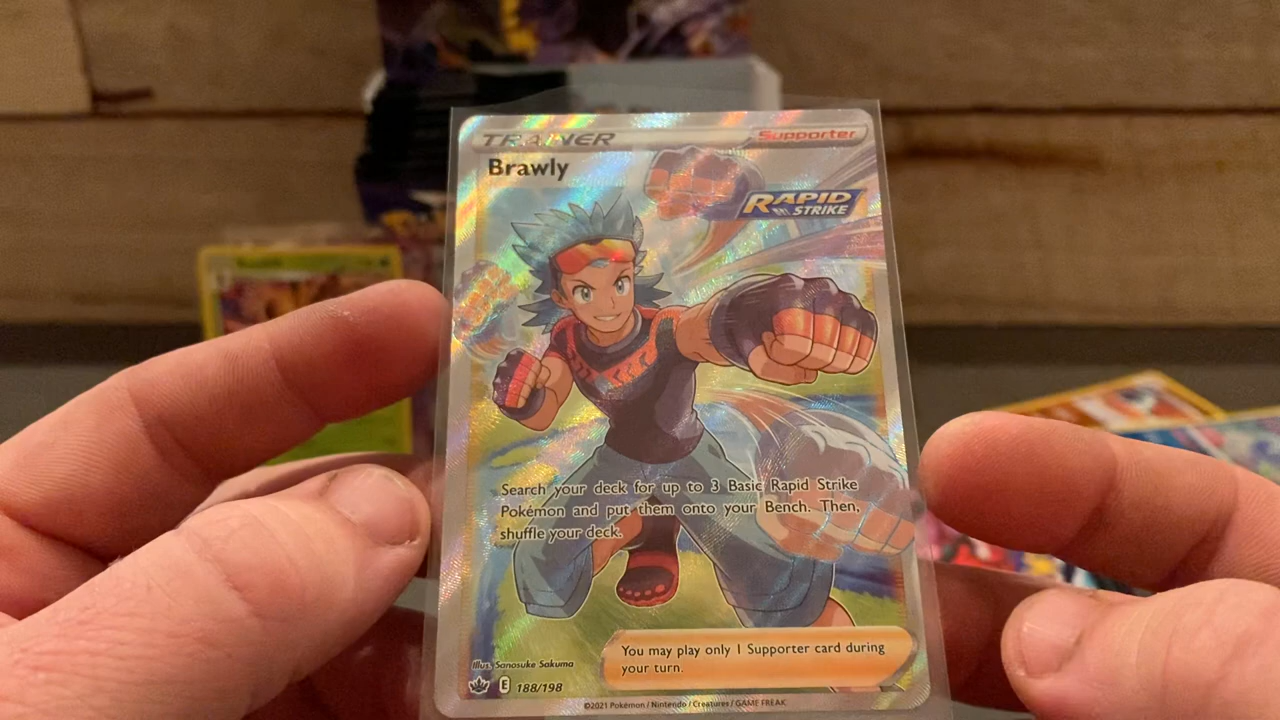 TRAINER
Supporter
Brawly
RAPID
STRIKE
Search your deck for up to 3 Basic Rapid Strike
Pokémon and put them onto your Bench. Then,
shuffle your deck.
You may play only 1 Supporter card during
your turn.
Illus. Sanosuke Sakuma
E 188/198
©2021 Pokémon / Nintendo / Creatures / GAME FREAK